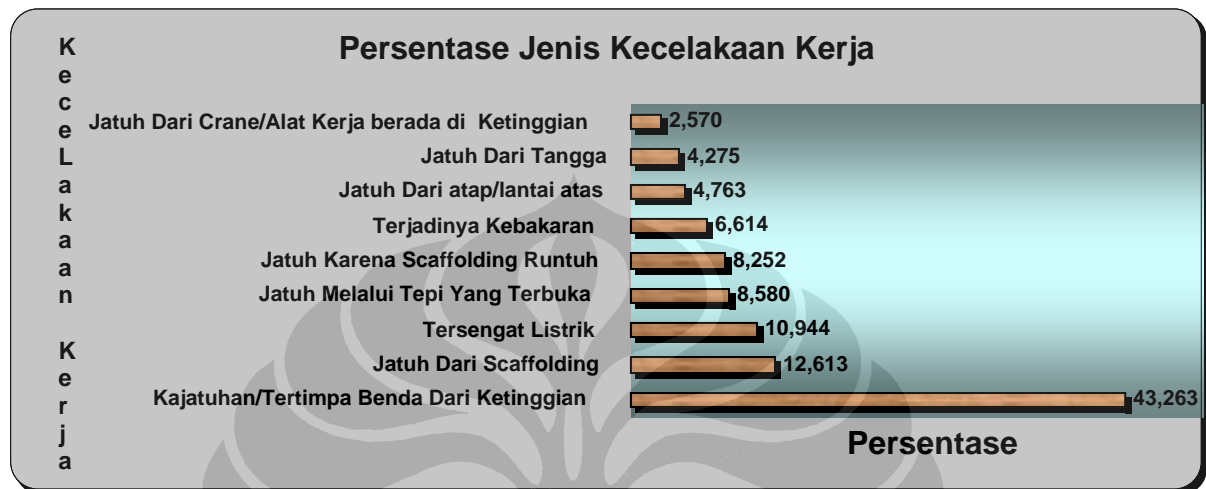 Persentase Jenis Kecelakaan Kerja
KeceLakaan Kerja
Jatuh Dari Crane/Alat Kerja berada di Ketinggian 2,570
Jatuh Dari Tangga 4,275
Jatuh Dari atap/lantai atas 4,763
Terjadinya Kebakaran 6,614
Jatuh Karena Scaffolding Runtuh 8,252
Jatuh Melalui Tepi Yang Terbuka 8,580
Tersengat Listrik 10,944
Jatuh Dari Scaffolding 12,613
Kajatuhan/Tertimpa Benda Dari Ketinggian 43,263
Persentase